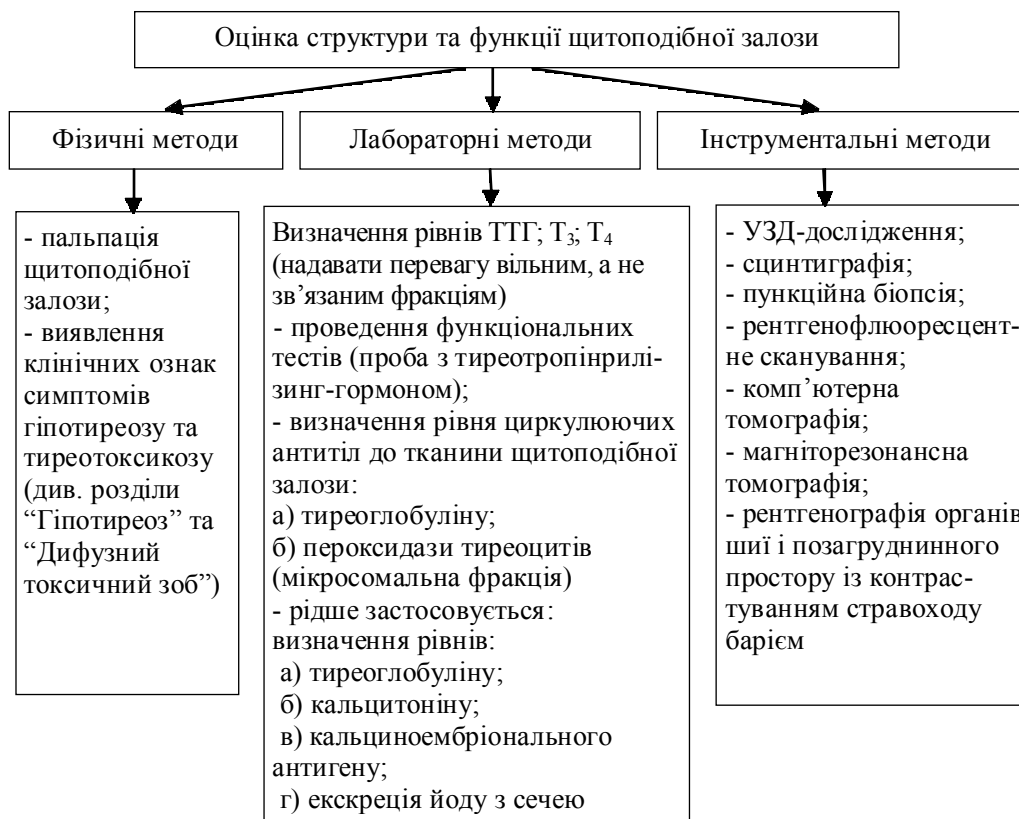 Оцінка структури та функції щитоподібної залози
Фізичні методи
Лабораторні методи
Інструментальні методи
- пальпація
щитоподібної
залози;
- виявлення
клінічних ознак
симптомів
гіпотиреозу та
тиреотоксикозу
(див. розділи
“Гіпотиреоз” та
“Дифузний
токсичний зоб”)
Визначення рівнів ТТГ; Т₃; Т₄
(надавати перевагу вільним, а не
зв’язаним фракціям)
- проведення функціональних
тестів (проба з тиреотропінрилі-
зинг-гормоном);
- визначення рівня циркулюючих
антитіл до тканини щитоподібної
залози:
а) тиреоглобуліну;
б) пероксидази тиреоцитів
(мікросомальна фракція)
- рідше застосовується:
визначення рівнів:
а) тиреоглобуліну;
б) кальцитоніну;
в) кальциноембріонального
антигену;
г) екскреція йоду з сечею
- УЗД-дослідження;
- сцинтиграфія;
- пункційна біопсія;
- рентгенофлюоресцент-
не сканування;
- комп’ютерна
томографія;
- магніторезонансна
томографія;
- рентгенографія органів
шиї і позагруднинного
простору із контрас-
туванням стравоходу
барієм